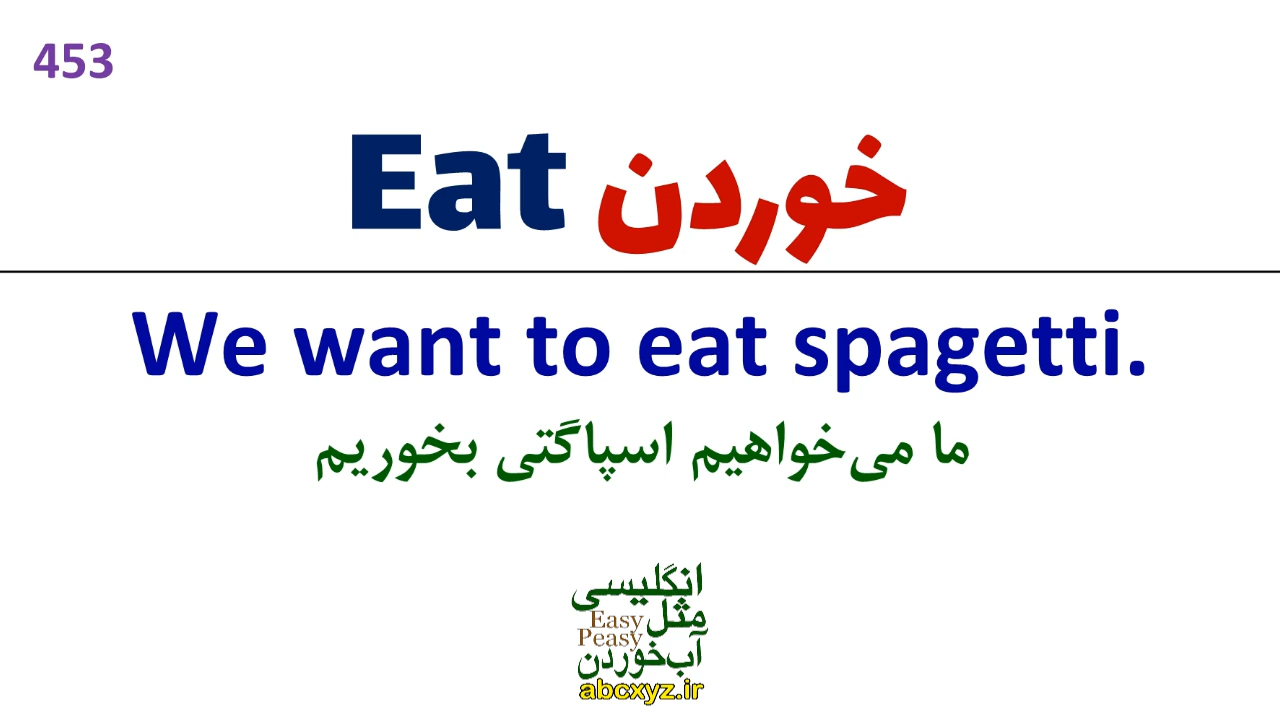 453
Eat خوردن
We want to eat spagetti.
ما می‌خواهیم اسپاگتی بخوریم
انگلیسی
مثل
Easy
Peasy
آب‌خوردن
abcxyz.ir